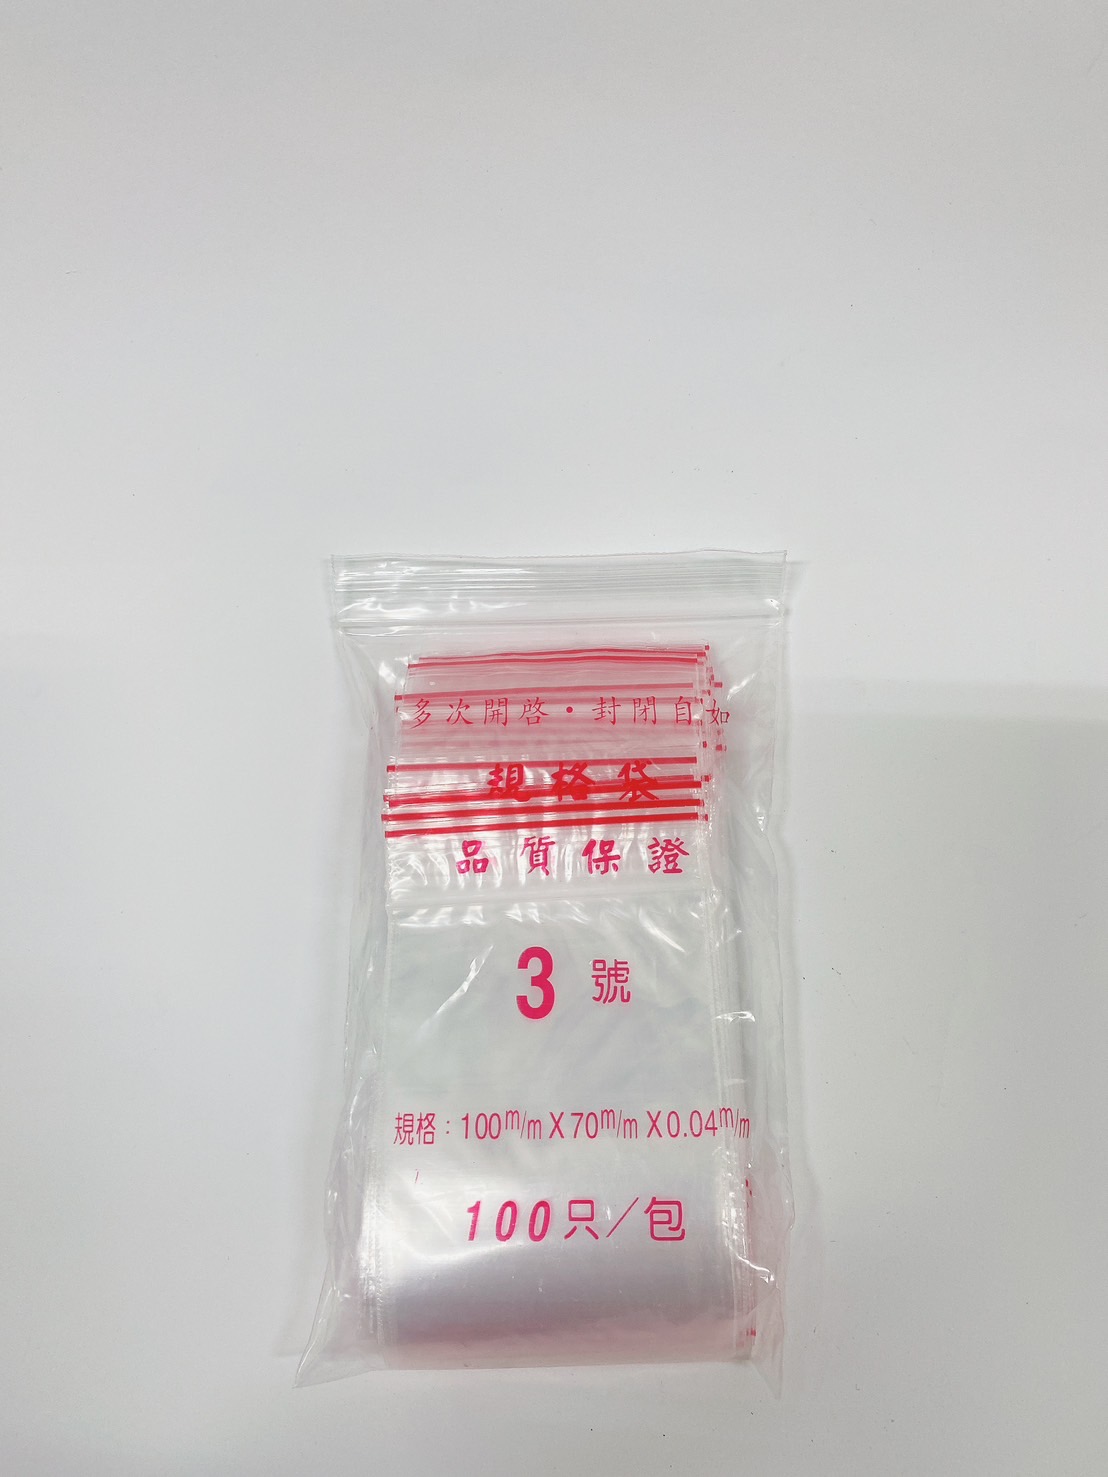 多次開啓·封閉自如
規格袋
品質保證
3號
規格：100m/m X 70m/m X 0.04m/m
100只／包